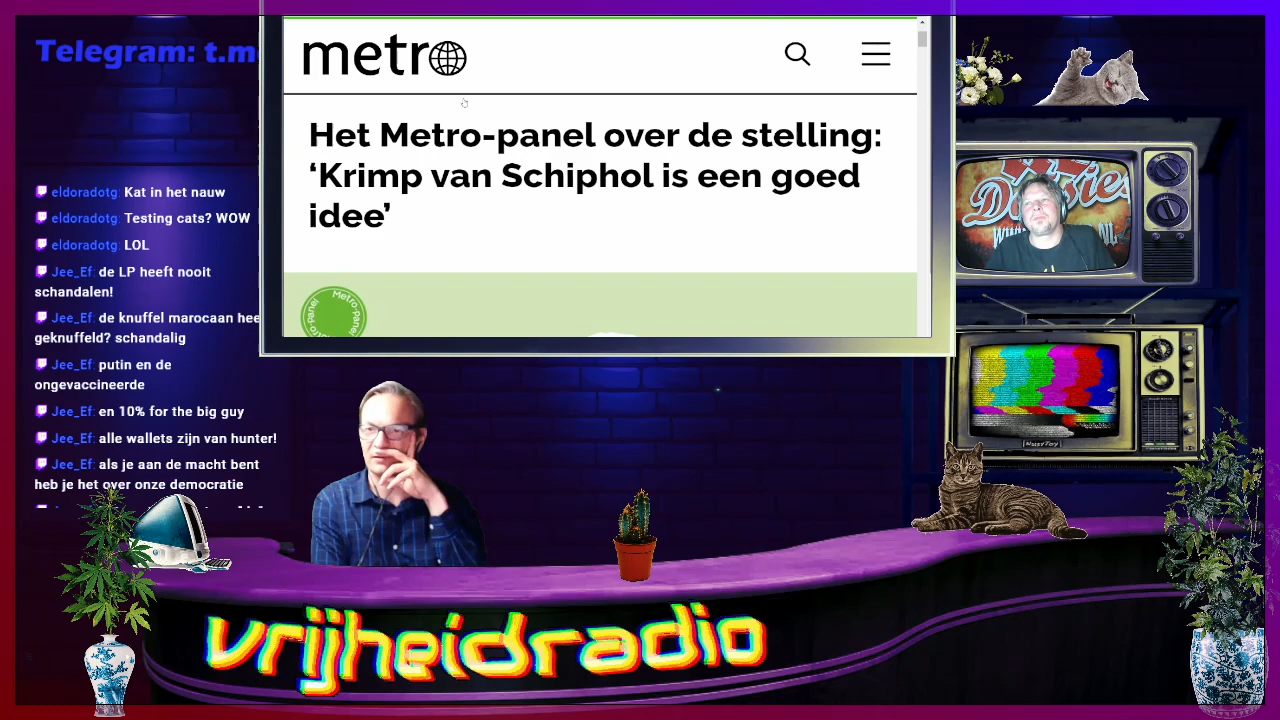 Telegram: t.m
metro
Het Metro-panel over de stelling:
‘Krimp van Schiphol is een goed
idee’
Metro-Panel
eldoradotg: Kat in het nauw
eldoradotg: Testing cats? WOW
eldoradotg: LOL
Jee_Ef: de LP heeft nooit
schandalen!
Jee_Ef: de knuffel marocaan hee
geknuffeld? schandalig
Jee_Ef: putin en de
ongevaccineerde
Jee_Ef: en 10% for the big guy
Jee_Ef: alle wallets zijn van hunter!
Jee_Ef: als je aan de macht bent
heb je het over onze democratie
vrijheidradio